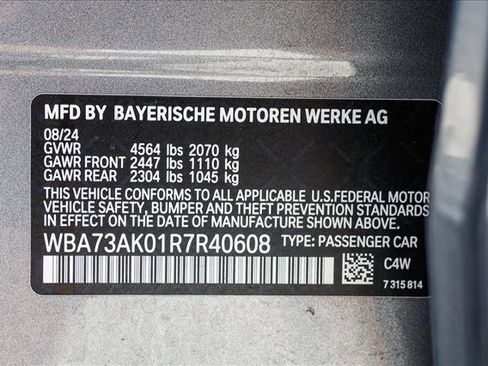 MFD BY BAYERISCHE MOTOREN WERKE AG
08/24
GVWR 4564 lbs 2070 kg
GAWR FRONT 2447 lbs 1110 kg
GAWR REAR 2304 lbs 1045 kg
THIS VEHICLE CONFORMS TO ALL APPLICABLE U.S.FEDERAL MOTOR
VEHICLE SAFETY, BUMPER AND THEFT PREVENTION STANDARDS
IN EFFECT ON THE DATE OF MANUFACTURE SHOWN ABOVE.
WBA73AK01R7R40608 TYPE: PASSENGER CAR
C4W
7 315 814